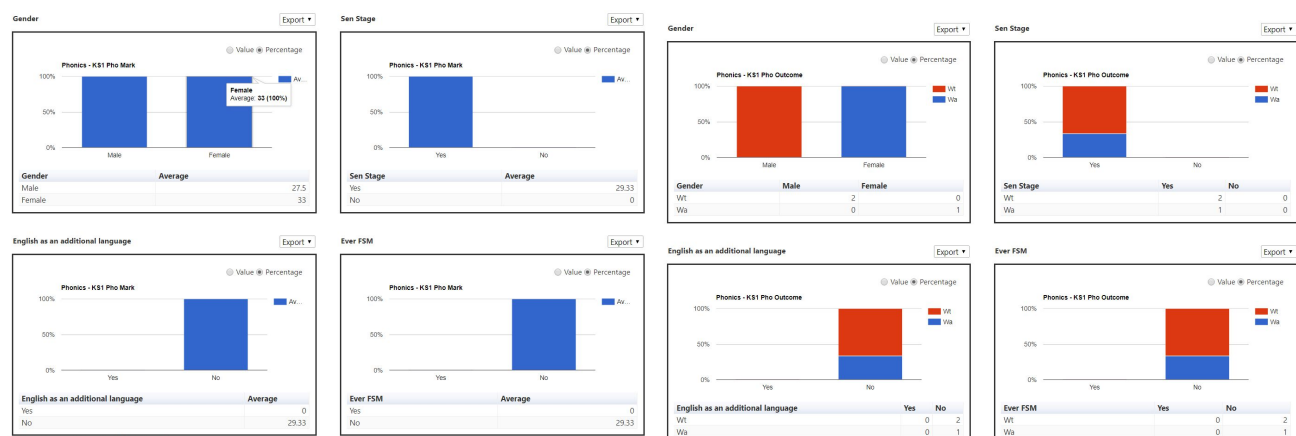 Gender Export ▾
Value Percentage
Phonics - KS1 Pho Mark
100%
50%
0%
Male Female
Av...
Female
Average: 33 (100%)
Gender Average
Male 27.5
Female 33
Sen Stage Export ▾
Value Percentage
Phonics - KS1 Pho Mark
100%
50%
0%
Yes No
Av...
Sen Stage Average
Yes 29.33
No 0
Gender Export ▾
Value Percentage
Phonics - KS1 Pho Outcome
100%
50%
0%
Male Female
Wt
Wa
Gender Male Female
Wt 2 0
Wa 0 1
Sen Stage Export ▾
Value Percentage
Phonics - KS1 Pho Outcome
100%
50%
0%
Yes No
Wt
Wa
Sen Stage Yes No
Wt 2 0
Wa 1 0
English as an additional language Export ▾
Value Percentage
Phonics - KS1 Pho Mark
100%
50%
0%
Yes No
Av...
English as an additional language Average
Yes 0
No 29.33
Ever FSM Export ▾
Value Percentage
Phonics - KS1 Pho Mark
100%
50%
0%
Yes No
Av...
Ever FSM Average
Yes 0
No 29.33
English as an additional language Export ▾
Value Percentage
Phonics - KS1 Pho Outcome
100%
50%
0%
Yes No
Wt
Wa
English as an additional language Yes No
Wt 0 2
Wa 0 1
Ever FSM Export ▾
Value Percentage
Phonics - KS1 Pho Outcome
100%
50%
0%
Yes No
Wt
Wa
Ever FSM Yes No
Wt 0 2
Wa 0 1